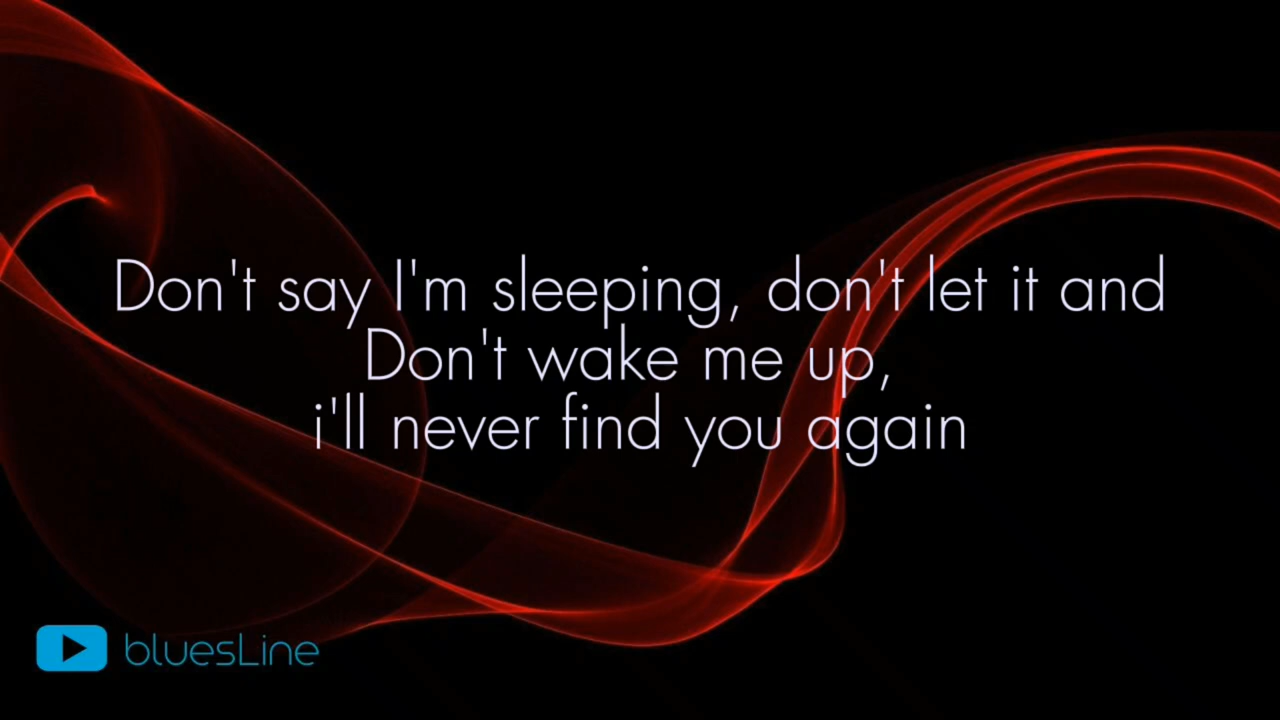 Don't say I'm sleeping, don't let it and
Don't wake me up,
i'll never find you again
bluesLine